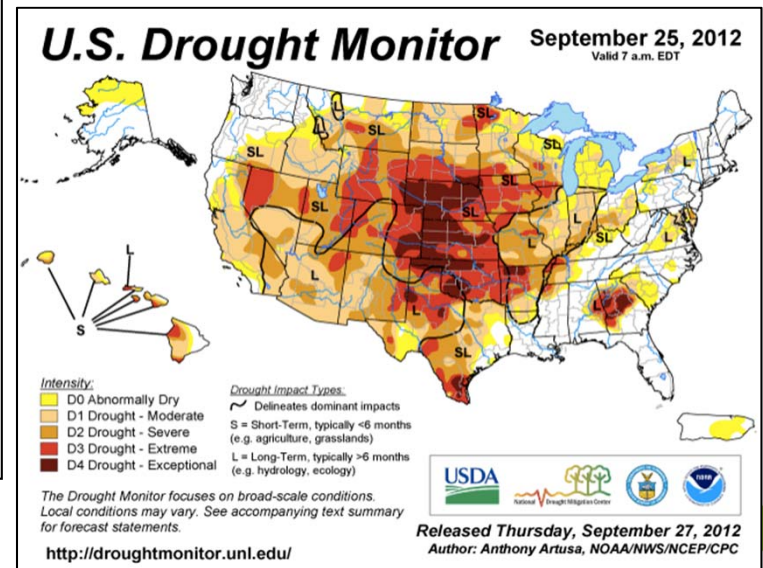 U.S. Drought Monitor
September 25, 2012
Valid 7 a.m. EDT
L
L
SL
SL
SL
SL
SL
SL
SL
L
L
L
SL
L
L
L
L
SL
L
S
Intensity:
D0 Abnormally Dry
D1 Drought - Moderate
D2 Drought - Severe
D3 Drought - Extreme
D4 Drought - Exceptional
Drought Impact Types:
Delineates dominant impacts
S = Short-Term, typically <6 months
(e.g. agriculture, grasslands)
L = Long-Term, typically >6 months
(e.g. hydrology, ecology)
USDA
National Drought Mitigation Center
noaa
The Drought Monitor focuses on broad-scale conditions.
Local conditions may vary. See accompanying text summary
for forecast statements.
http://droughtmonitor.unl.edu/
Released Thursday, September 27, 2012
Author: Anthony Artusa, NOAA/NWS/NCEP/CPC